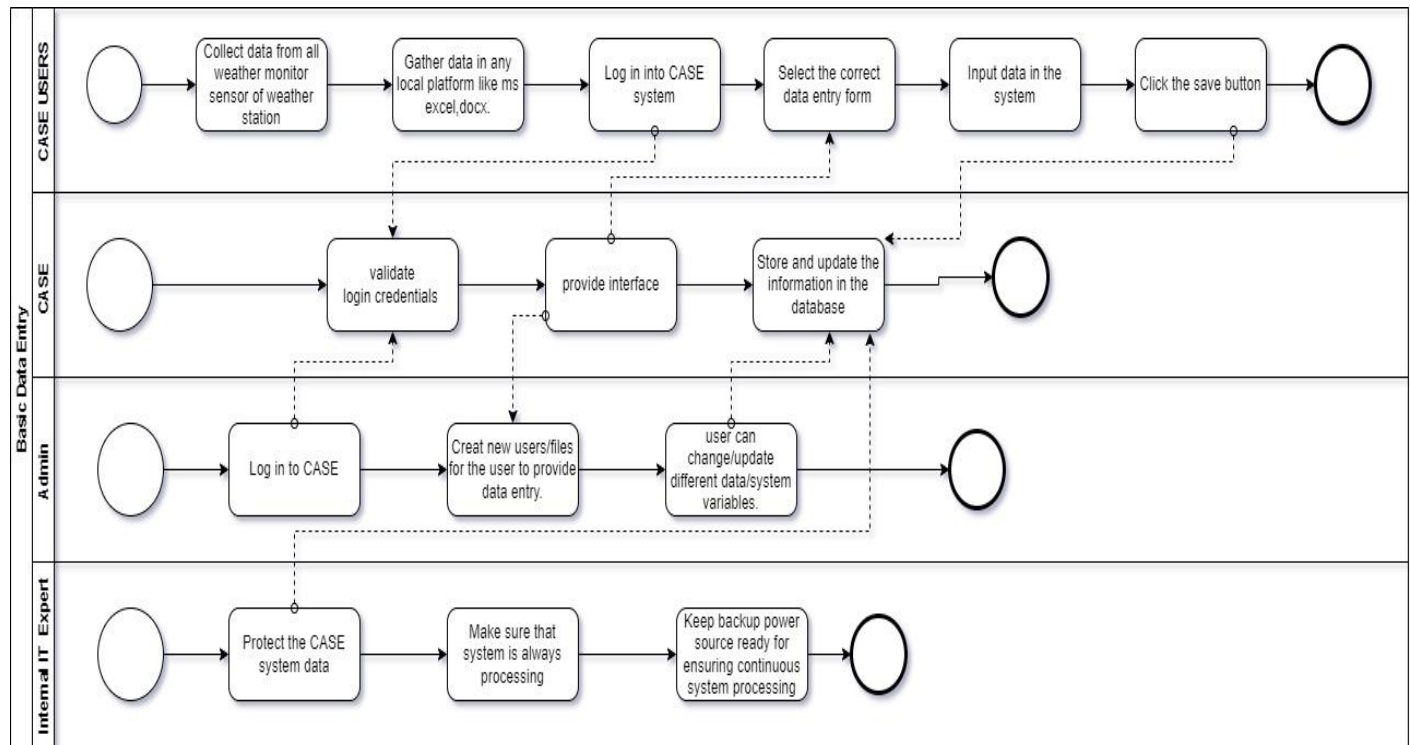 Basic Data Entry
CASE USERS
Collect data from all
weather monitor
sensor of weather
station
Gather data in any
local platform like ms
excel,docx.
Log in into CASE
system
Select the correct
data entry form
Input data in the
system
Click the save button
CASE
validate
login credentials
provide interface
Store and update the
information in the
database
Admin
Log in to CASE
Creat new users/files
for the user to provide
data entry.
user can
change/update
different data/system
variables.
Internal IT Expert
Protect the CASE
system data
Make sure that
system is always
processing
Keep backup power
source ready for
ensuring continuous
system processing